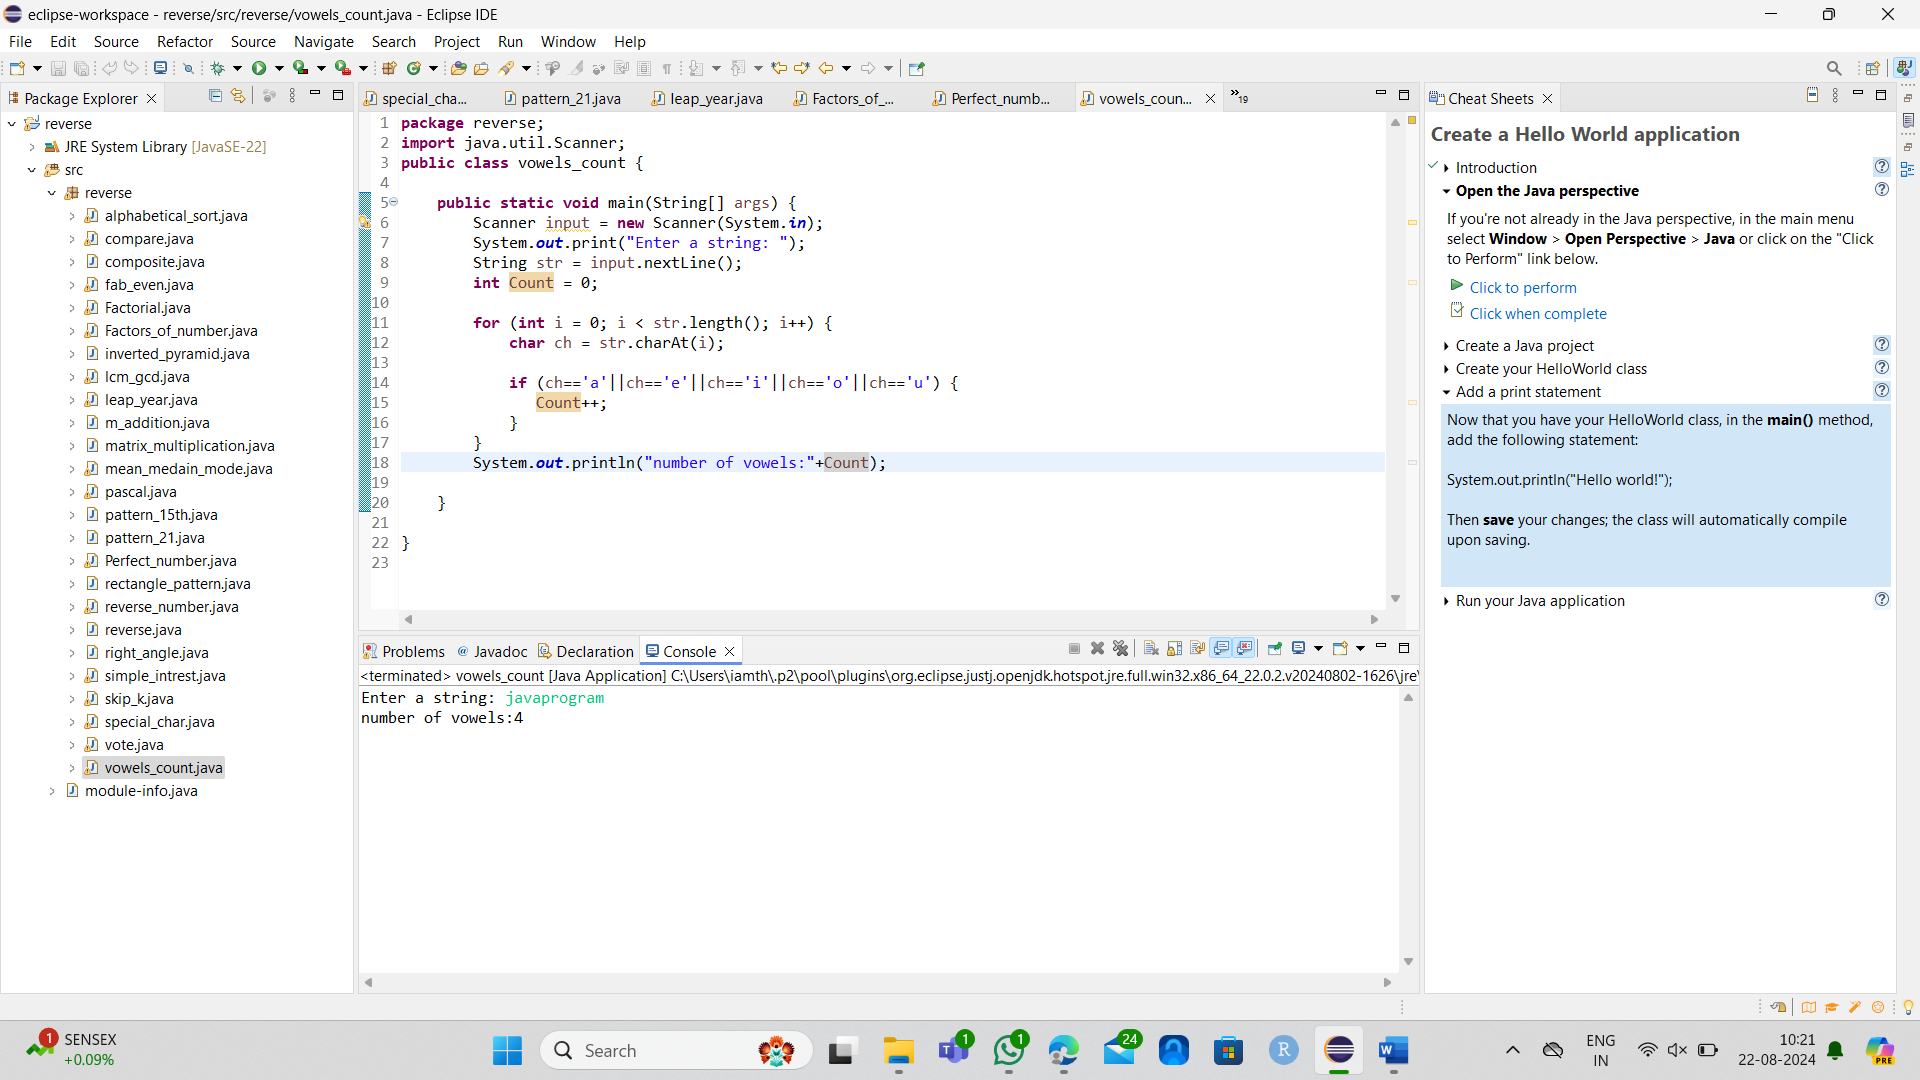 eclipse-workspace - reverse/src/reverse/vowels_count.java - Eclipse IDE
File Edit Source Refactor Source Navigate Search Project Run Window Help
Package Explorer
reverse
JRE System Library [JavaSE-22]
src
reverse
alphabetical_sort.java
compare.java
composite.java
fab_even.java
Factorial.java
Factors_of_number.java
inverted_pyramid.java
lcm_gcd.java
leap_year.java
m_addition.java
matrix_multiplication.java
mean_medain_mode.java
pascal.java
pattern_15th.java
pattern_21.java
Perfect_number.java
rectangle_pattern.java
reverse_number.java
reverse.java
right_angle.java
simple_intrest.java
skip_k.java
special_char.java
vote.java
vowels_count.java
module-info.java
special_cha... pattern_21.java leap_year.java Factors_of_... Perfect_numb... vowels_coun... »19
1 package reverse;
2 import java.util.Scanner;
3 public class vowels_count {
4
5 public static void main(String[] args) {
6 Scanner input = new Scanner(System.in);
7 System.out.print("Enter a string: ");
8 String str = input.nextLine();
9 int Count = 0;
10
11 for (int i = 0; i < str.length(); i++) {
12 char ch = str.charAt(i);
13
14 if (ch=='a'||ch=='e'||ch=='i'||ch=='o'||ch=='u') {
15 Count++;
16 }
17 }
18 System.out.println("number of vowels:"+Count);
19
20 }
21
22 }
23
Problems @ Javadoc Declaration Console
<terminated> vowels_count [Java Application] C:\Users\iamth\.p2\pool\plugins\org.eclipse.justj.openjdk.hotspot.jre.full.win32.x86_64_22.0.2.v20240802-1626\jre\
Enter a string: javaprogram
number of vowels:4
Cheat Sheets
Create a Hello World application
Introduction
Open the Java perspective
If you're not already in the Java perspective, in the main menu
select Window > Open Perspective > Java or click on the "Click
to Perform" link below.
Click to perform
Click when complete
Create a Java project
Create your HelloWorld class
Add a print statement
Now that you have your HelloWorld class, in the main() method,
add the following statement:
System.out.println("Hello world!");
Then save your changes; the class will automatically compile
upon saving.
Run your Java application
1 SENSEX
+0.09%
Search
1
1
24
R
W
ENG
IN
10:21
22-08-2024
PRE